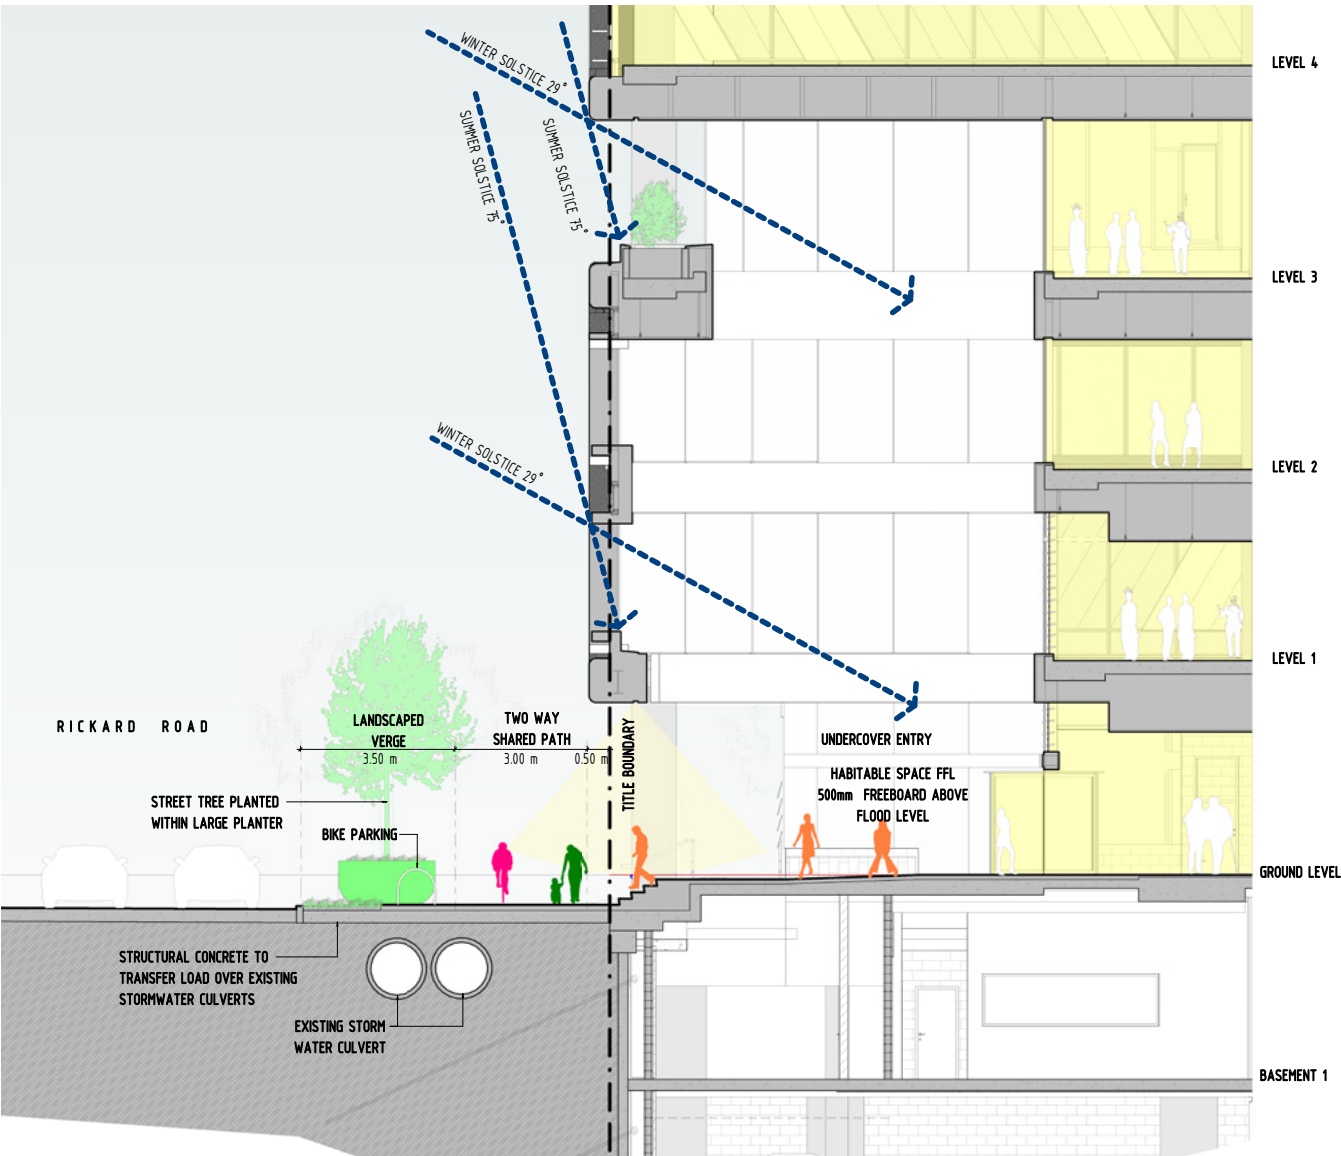 LEVEL 4
WINTER SOLSTICE 29°
SUMMER SOLSTICE 75°
SUMMER SOLSTICE 75°
LEVEL 3
WINTER SOLSTICE 29°
LEVEL 2
LEVEL 1
RICKARD ROAD
LANDSCAPED
VERGE
3.50 m
TWO WAY
SHARED PATH
3.00 m
0.50 m
TITLE BOUNDARY
UNDERCOVER ENTRY
HABITABLE SPACE FFL
500mm FREEBOARD ABOVE
FLOOD LEVEL
STREET TREE PLANTED
WITHIN LARGE PLANTER
BIKE PARKING
GROUND LEVEL
STRUCTURAL CONCRETE TO
TRANSFER LOAD OVER EXISTING
STORMWATER CULVERTS
EXISTING STORM
WATER CULVERT
BASEMENT 1